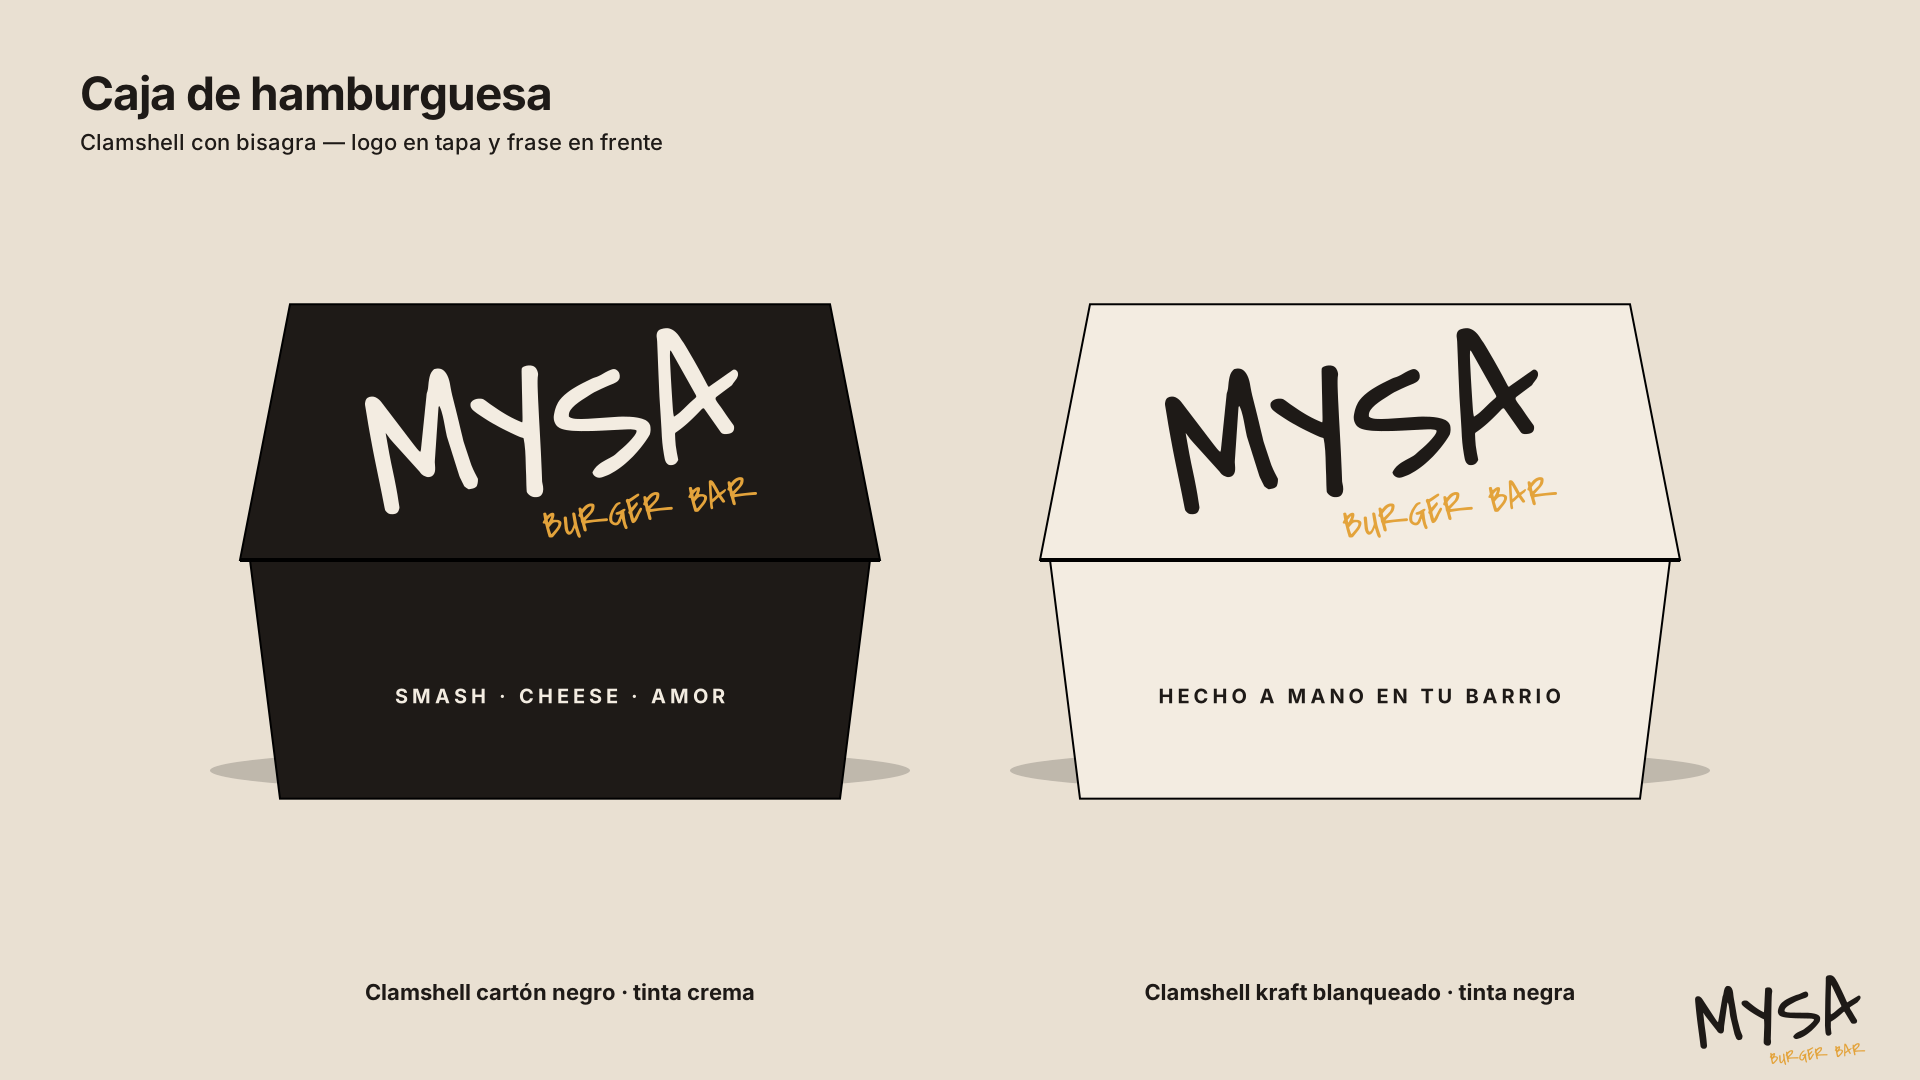 Caja de hamburguesa
Clamshell con bisagra — logo en tapa y frase en frente
MYSA
BURGER BAR
SMASH · CHEESE · AMOR
Clamshell cartón negro · tinta crema
MYSA
BURGER BAR
HECHO A MANO EN TU BARRIO
Clamshell kraft blanqueado · tinta negra
MYSA
BURGER BAR